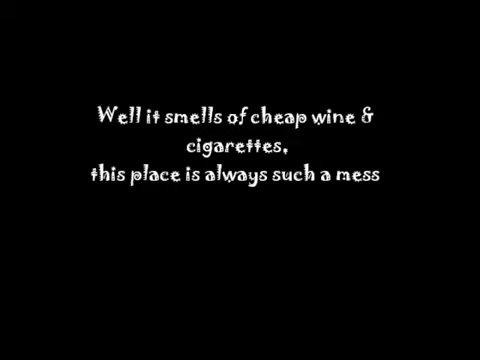 Well it smells of cheap wine &
cigarettes,
this place is always such a mess